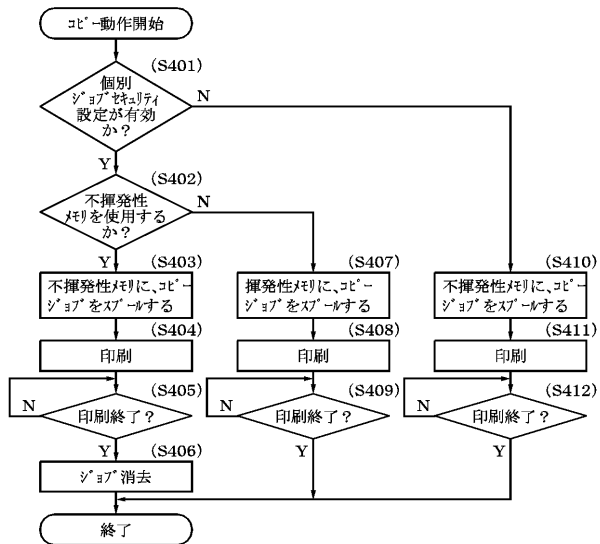 コピー動作開始
(S401)
個別
ジョブセキュリティ
設定が有効
か？
N
Y
(S402)
不揮発性
メモリを使用する
か？
N
Y
(S403)
不揮発性メモリに、コピー
ジョブをスプールする
(S407)
揮発性メモリに、コピー
ジョブをスプールする
(S410)
不揮発性メモリに、コピー
ジョブをスプールする
(S404)
印刷
(S408)
印刷
(S411)
印刷
(S405)
N
印刷終了？
Y
(S409)
N
印刷終了？
Y
(S412)
N
印刷終了？
Y
(S406)
ジョブ消去
終了